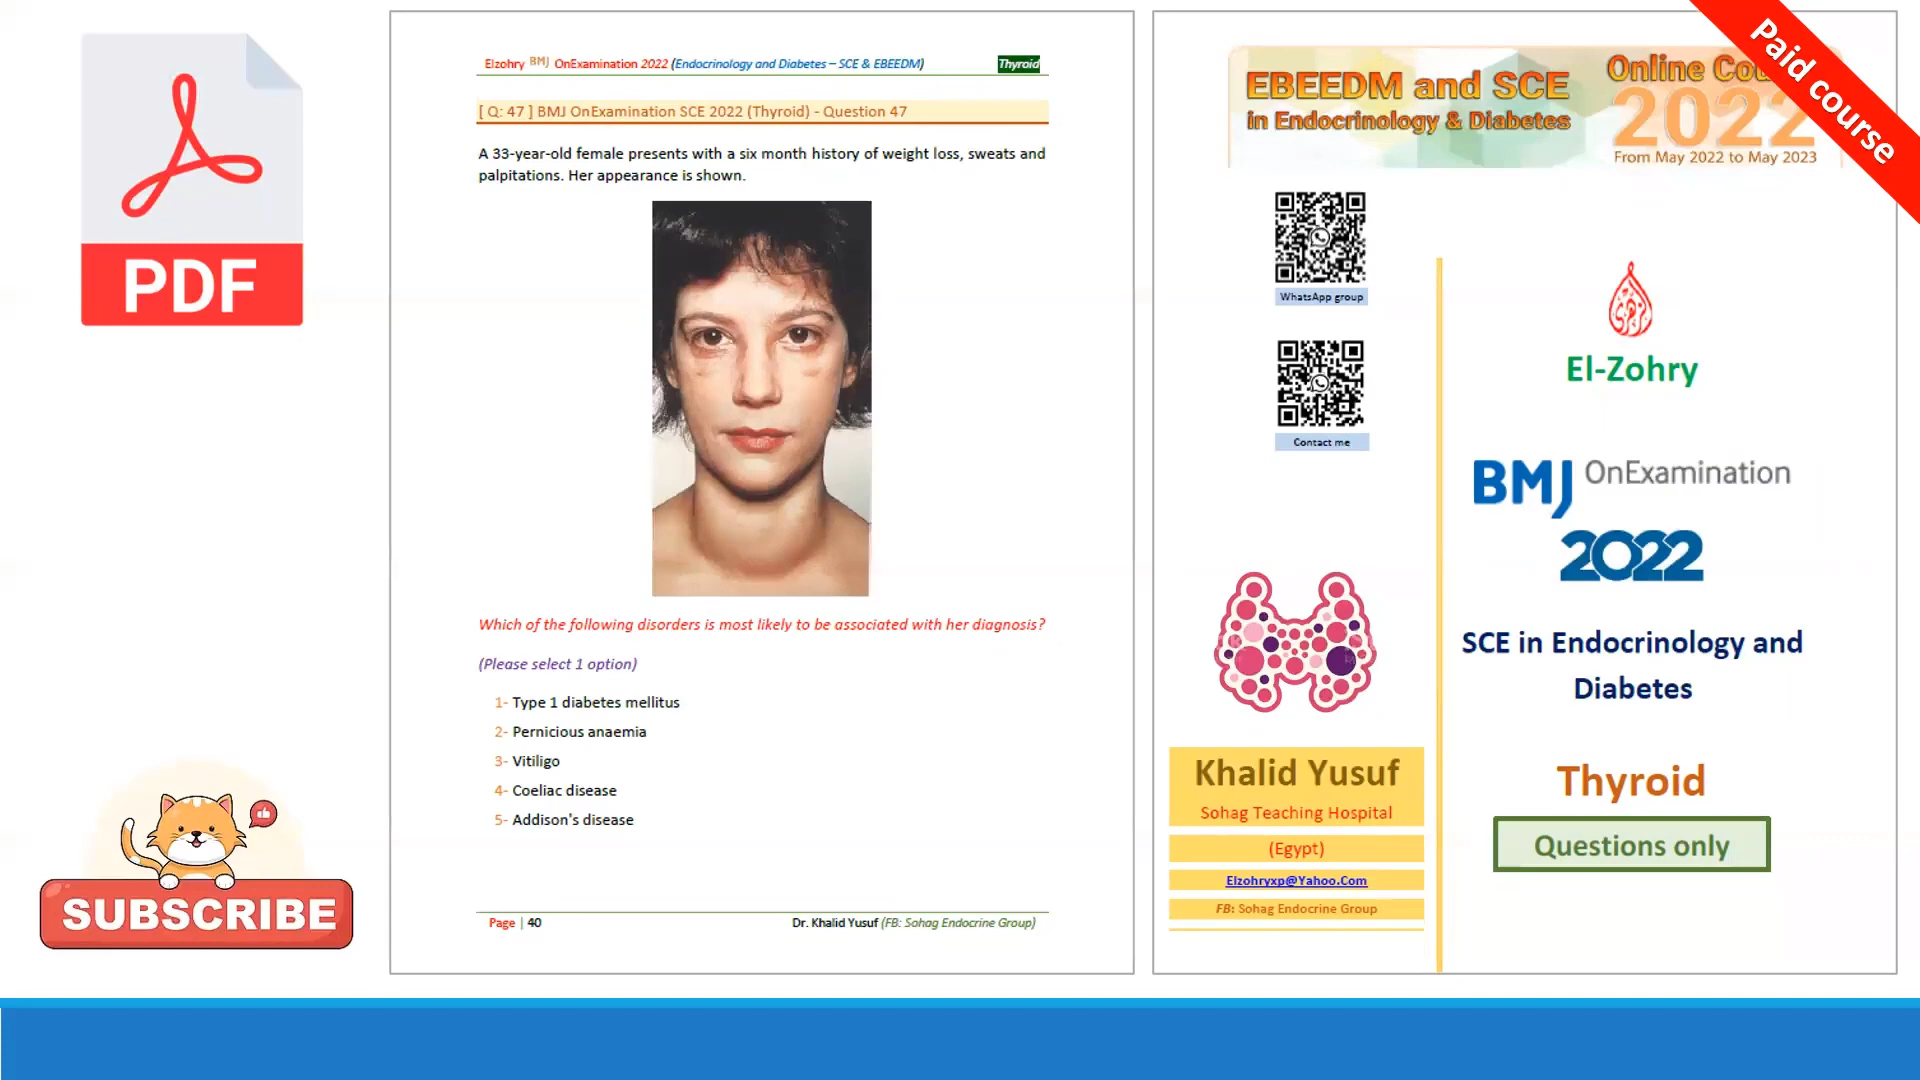 PDF
SUBSCRIBE
Elzohry BMJ OnExamination 2022 (Endocrinology and Diabetes – SCE & EBEEDM) Thyroid
[ Q: 47 ] BMJ OnExamination SCE 2022 (Thyroid) - Question 47
A 33-year-old female presents with a six month history of weight loss, sweats and
palpitations. Her appearance is shown.
Which of the following disorders is most likely to be associated with her diagnosis?
(Please select 1 option)
1- Type 1 diabetes mellitus
2- Pernicious anaemia
3- Vitiligo
4- Coeliac disease
5- Addison's disease
Page | 40 Dr. Khalid Yusuf (FB: Sohag Endocrine Group)
EBEEDM and SCE
in Endocrinology & Diabetes
Online
2022
From May 2022 to May 2023
Paid course
WhatsApp group
Contact me
El-Zohry
BMJ OnExamination
2022
SCE in Endocrinology and
Diabetes
Thyroid
Questions only
Khalid Yusuf
Sohag Teaching Hospital
(Egypt)
Elzohryxp@Yahoo.Com
FB: Sohag Endocrine Group